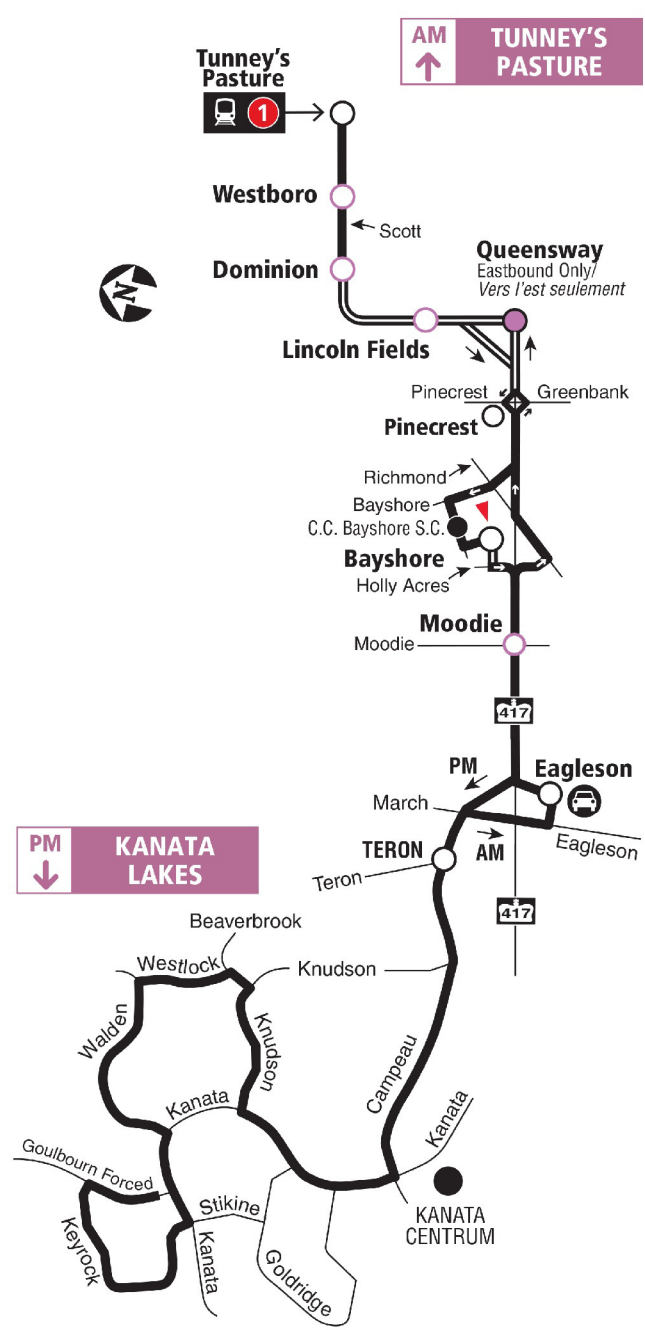 AM
TUNNEY'S
PASTURE
Tunney's
Pasture
1
Westboro
Scott
Queensway
Eastbound Only/
Vers l'est seulement
Dominion
N
Lincoln Fields
Pinecrest
Greenbank
Pinecrest
Richmond
Bayshore
C.C. Bayshore S.C.
Bayshore
Holly Acres
Moodie
Moodie
417
PM
Eagleson
March
PM
KANATA
LAKES
TERON
AM
Eagleson
Teron
417
Beaverbrook
Westlock
Knudson
Walden
Knudson
Campeau
Kanata
Kanata
Goulbourn Forced
Stikine
KANATA
CENTRUM
Keyrock
Kanata
Goldridge